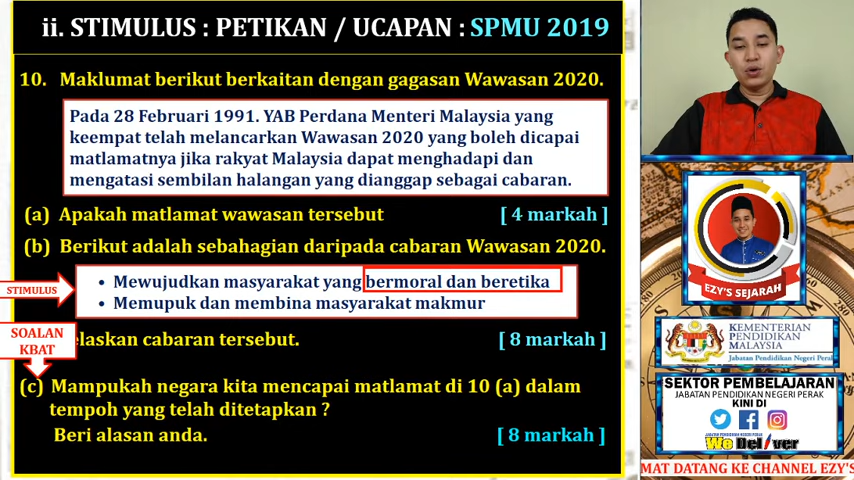 ii. STIMULUS : PETIKAN / UCAPAN : SPMU 2019
10. Maklumat berikut berkaitan dengan gagasan Wawasan 2020.
Pada 28 Februari 1991. YAB Perdana Menteri Malaysia yang
keempat telah melancarkan Wawasan 2020 yang boleh dicapai
matlamatnya jika rakyat Malaysia dapat menghadapi dan
mengatasi sembilan halangan yang dianggap sebagai cabaran.
(a) Apakah matlamat wawasan tersebut [ 4 markah ]
(b) Berikut adalah sebahagian daripada cabaran Wawasan 2020.
STIMULUS
• Mewujudkan masyarakat yang bermoral dan beretika
• Memupuk dan membina masyarakat makmur
SOALAN
KBAT
elaskan cabaran tersebut. [ 8 markah ]
(c) Mampukah negara kita mencapai matlamat di 10 (a) dalam
tempoh yang telah ditetapkan ?
Beri alasan anda. [ 8 markah ]
EZY'S SEJARAH
KEMENTERIAN
PENDIDIKAN
MALAYSIA
Jabatan Pendidikan Negeri Perak
SEKTOR PEMBELAJARAN
JABATAN PENDIDIKAN NEGERI PERAK
KINI DI
JABATAN PENDIDIKAN NEGERI PERAK
We Deliver
MAT DATANG KE CHANNEL EZY'S